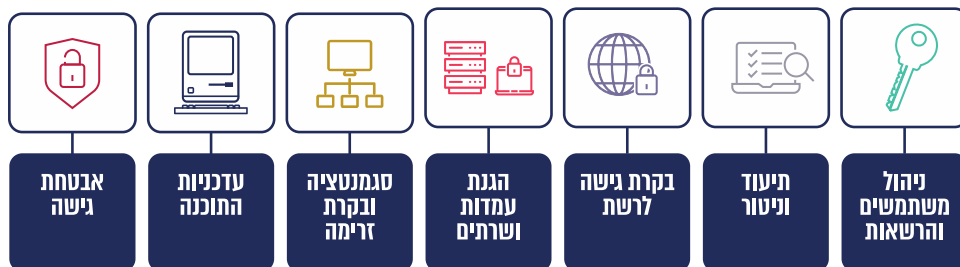 ניהול
משתמשים
והרשאות
תיעוד
וניטור
בקרת גישה
לרשת
הגנת
עמדות
ושרתים
סגמנטציה
ובקרת
זרימה
עדכניות
התוכנה
אבטחת
גישה